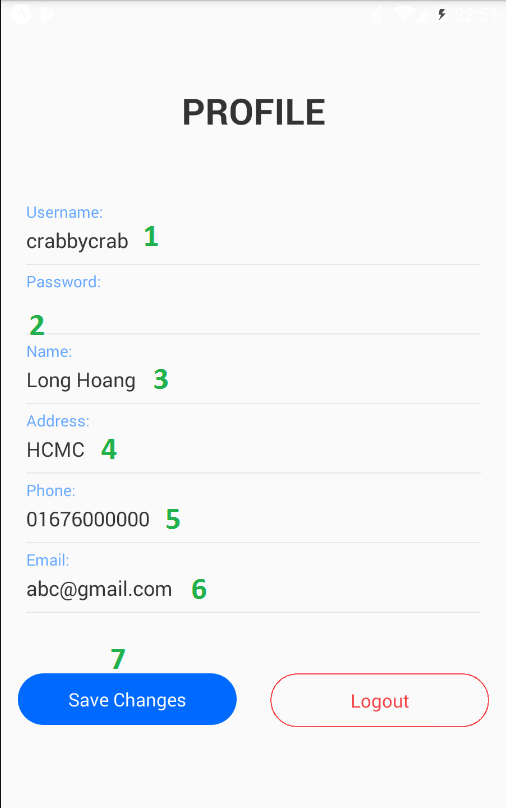 22:51
PROFILE
Username:
crabbycrab 1
Password:
2
Name:
Long Hoang 3
Address:
HCMC 4
Phone:
01676000000 5
Email:
abc@gmail.com 6
7
Save Changes Logout